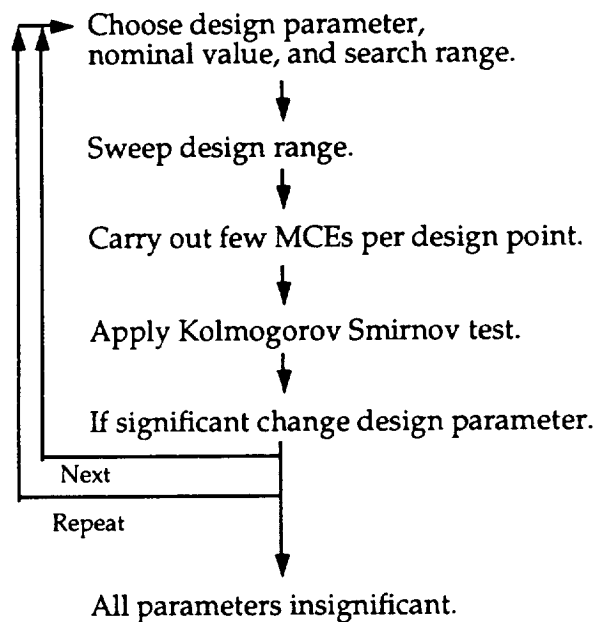 Choose design parameter,
nominal value, and search range.
Sweep design range.
Carry out few MCEs per design point.
Apply Kolmogorov Smirnov test.
If significant change design parameter.
Next
Repeat
All parameters insignificant.